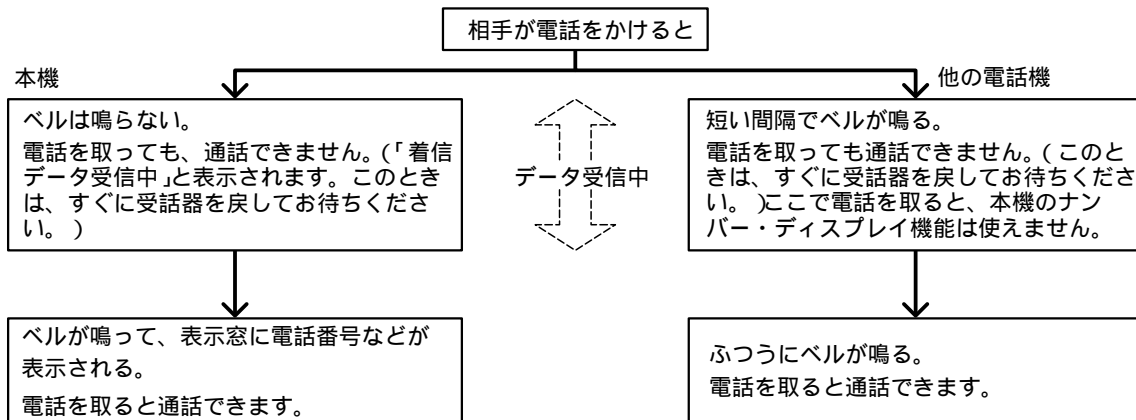 相手が電話をかけると
本機
他の電話機
ベルは鳴らない。
電話を取っても、通話できません。(「着信
データ受信中」と表示されます。このとき
は、すぐに受話器を戻してお待ちくださ
い。)
データ受信中
短い間隔でベルが鳴る。
電話を取っても通話できません。(このと
きは、すぐに受話器を戻してお待ちくださ
い。)ここで電話を取ると、本機のナン
バー・ディスプレイ機能は使えません。
ベルが鳴って、表示窓に電話番号などが
表示される。
電話を取ると通話できます。
ふつうにベルが鳴る。
電話を取ると通話できます。